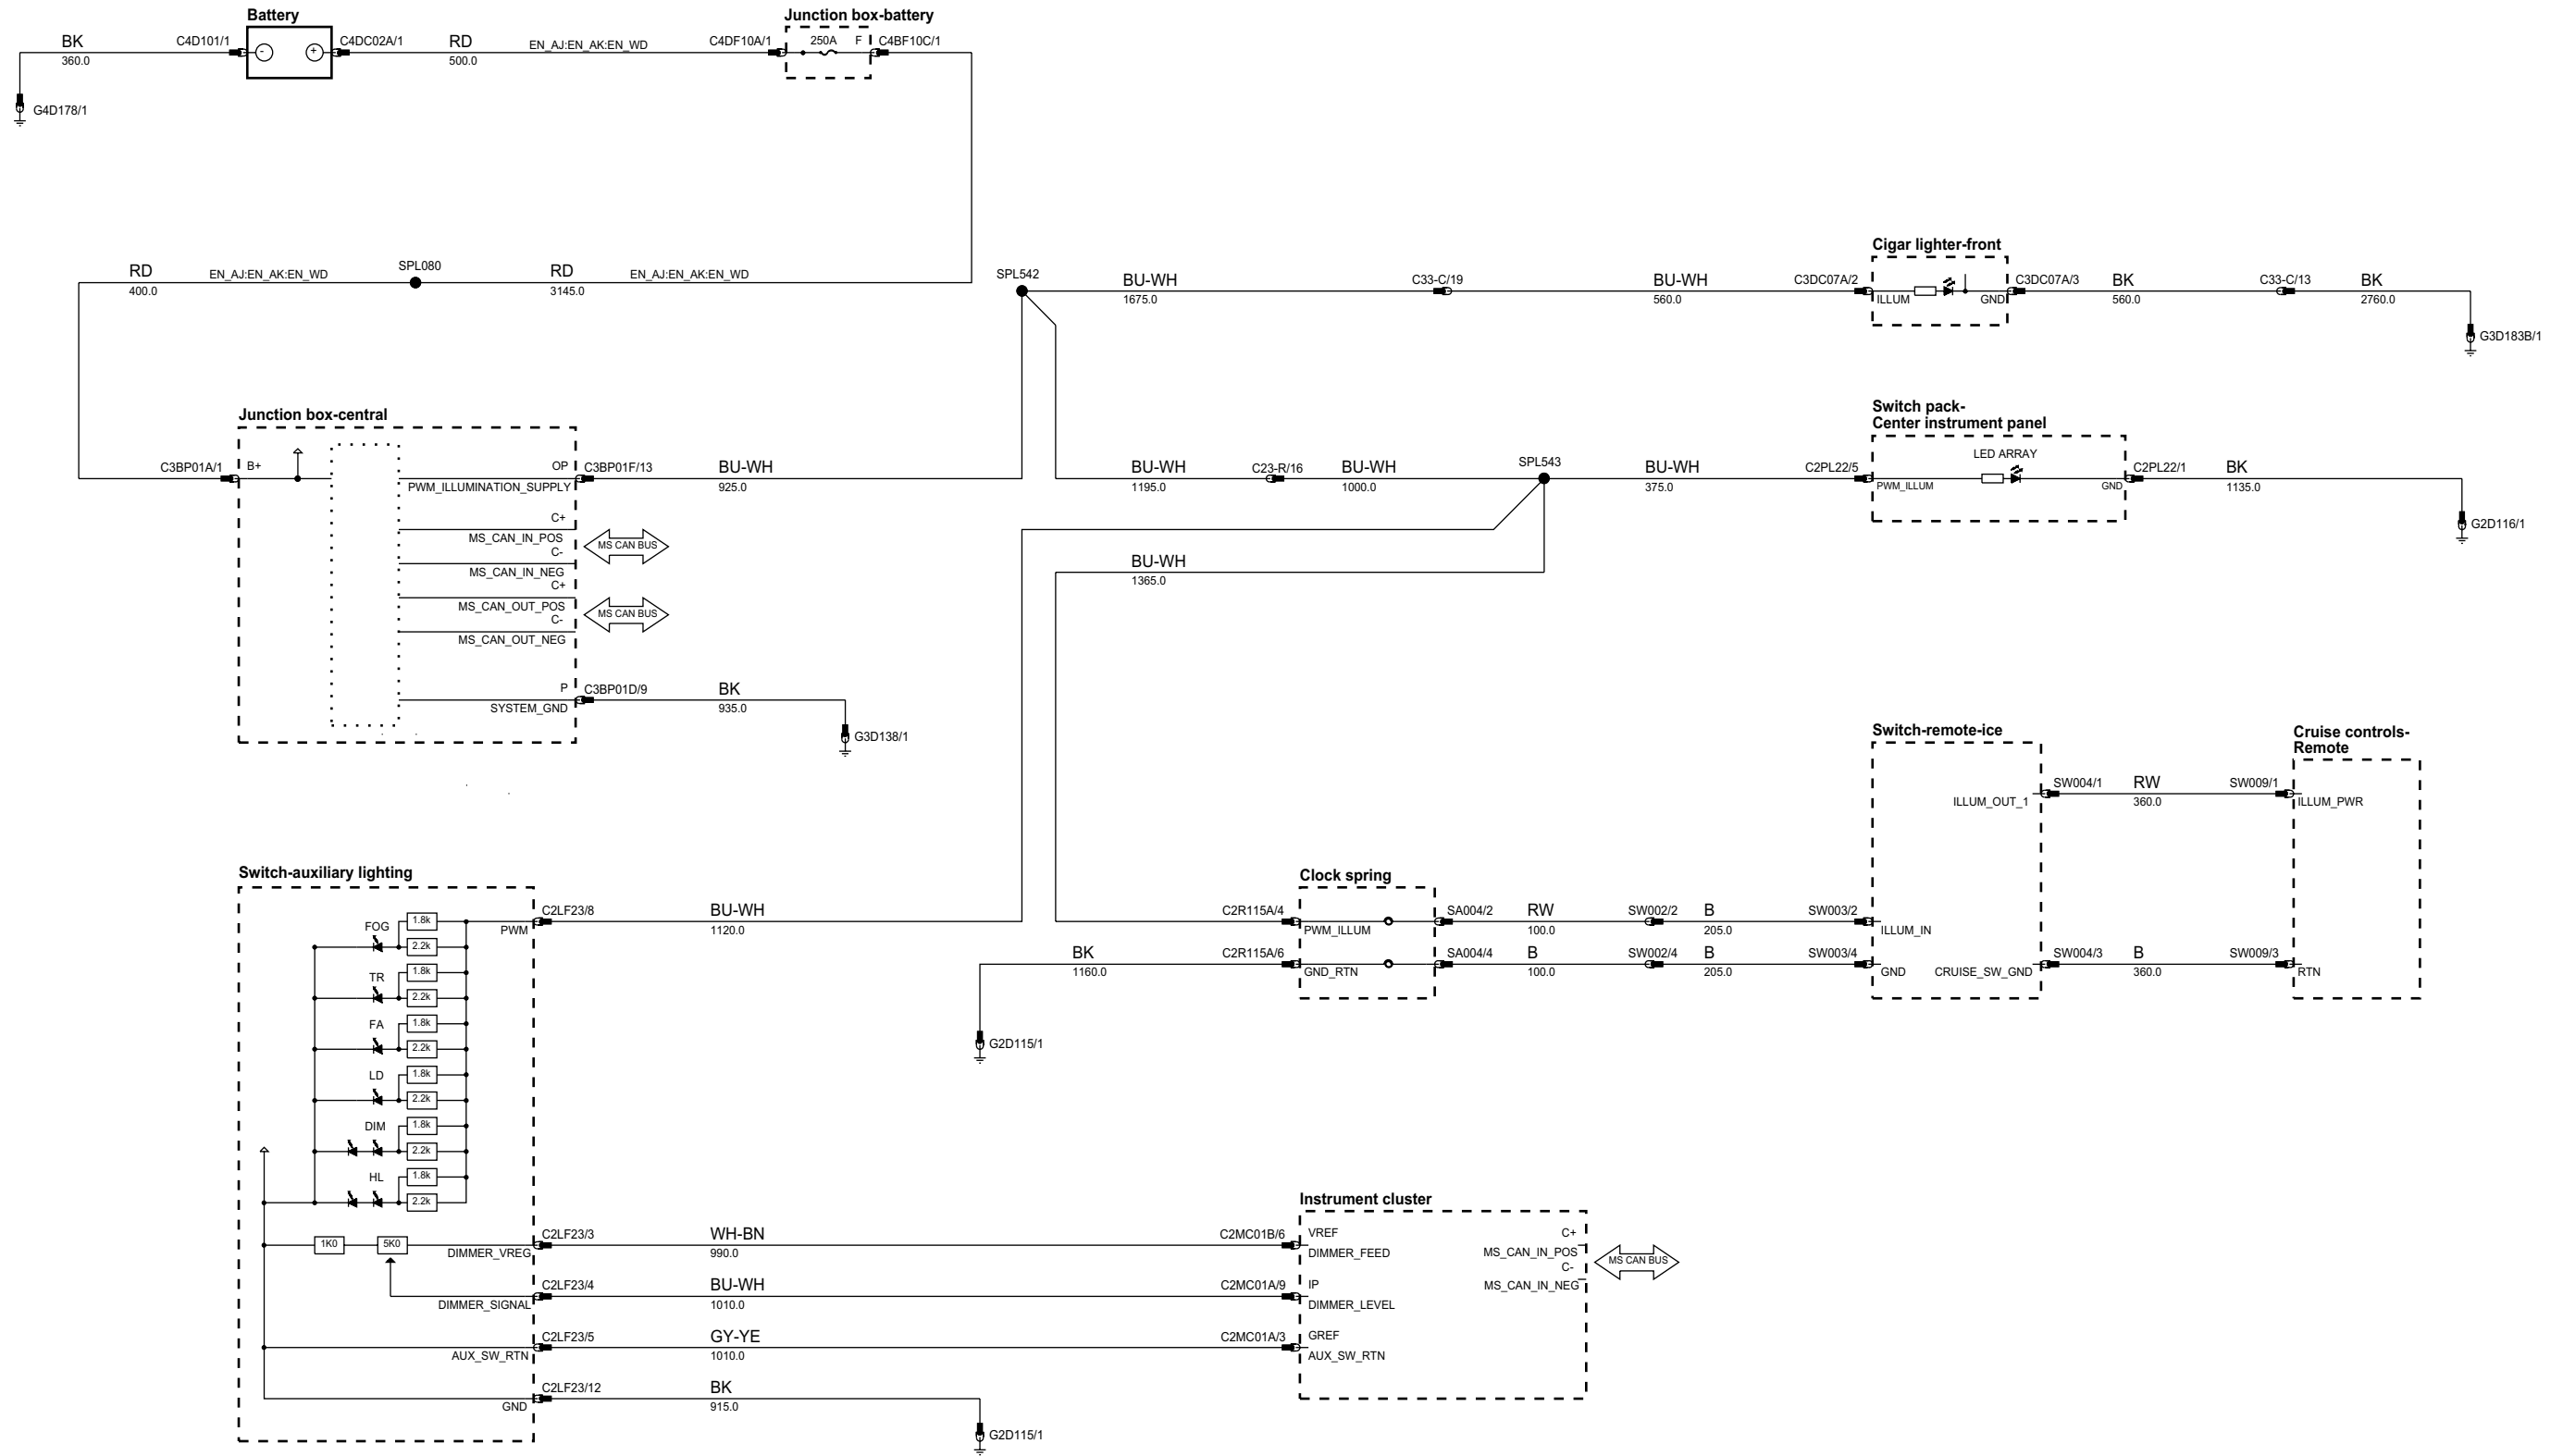 Battery
Junction box-battery
BK
360.0
C4D101/1
-
+
C4DC02A/1
RD
500.0
EN_AJ:EN_AK:EN_WD
C4DF10A/1
250A
F
C4BF10C/1
G4D178/1
RD
400.0
EN_AJ:EN_AK:EN_WD
SPL080
RD
3145.0
EN_AJ:EN_AK:EN_WD
SPL542
BU-WH
1675.0
C33-C/19
BU-WH
560.0
C3DC07A/2
Cigar lighter-front
ILLUM
GND
C3DC07A/3
BK
560.0
C33-C/13
BK
2760.0
G3D183B/1
Junction box-central
C3BP01A/1
B+
OP
PWM_ILLUMINATION_SUPPLY
C3BP01F/13
BU-WH
925.0
C+
MS_CAN_IN_POS
C-
MS_CAN_IN_NEG
MS CAN BUS
C+
MS_CAN_OUT_POS
C-
MS_CAN_OUT_NEG
MS CAN BUS
P
SYSTEM_GND
C3BP01D/9
BK
935.0
G3D138/1
BU-WH
1195.0
C23-R/16
BU-WH
1000.0
SPL543
BU-WH
375.0
C2PL22/5
Switch pack-
Center instrument panel
LED ARRAY
PWM_ILLUM
GND
C2PL22/1
BK
1135.0
G2D116/1
BU-WH
1365.0
Switch-remote-ice
Cruise controls-
Remote
ILLUM_OUT_1
SW004/1
RW
360.0
SW009/1
ILLUM_PWR
Switch-auxiliary lighting
Clock spring
FOG
1.8k
2.2k
TR
1.8k
2.2k
FA
1.8k
2.2k
LD
1.8k
2.2k
DIM
1.8k
2.2k
HL
1.8k
2.2k
PWM
C2LF23/8
BU-WH
1120.0
C2R115A/4
PWM_ILLUM
SA004/2
RW
100.0
SW002/2
B
205.0
SW003/2
ILLUM_IN
BK
1160.0
C2R115A/6
GND_RTN
SA004/4
B
100.0
SW002/4
B
205.0
SW003/4
GND
CRUISE_SW_GND
SW004/3
B
360.0
SW009/3
RTN
G2D115/1
Instrument cluster
1K0
5K0
DIMMER_VREG
C2LF23/3
WH-BN
990.0
C2MC01B/6
VREF
DIMMER_FEED
C+
MS_CAN_IN_POS
C-
MS_CAN_IN_NEG
MS CAN BUS
DIMMER_SIGNAL
C2LF23/4
BU-WH
1010.0
C2MC01A/9
IP
DIMMER_LEVEL
AUX_SW_RTN
C2LF23/5
GY-YE
1010.0
C2MC01A/3
GREF
AUX_SW_RTN
GND
C2LF23/12
BK
915.0
G2D115/1